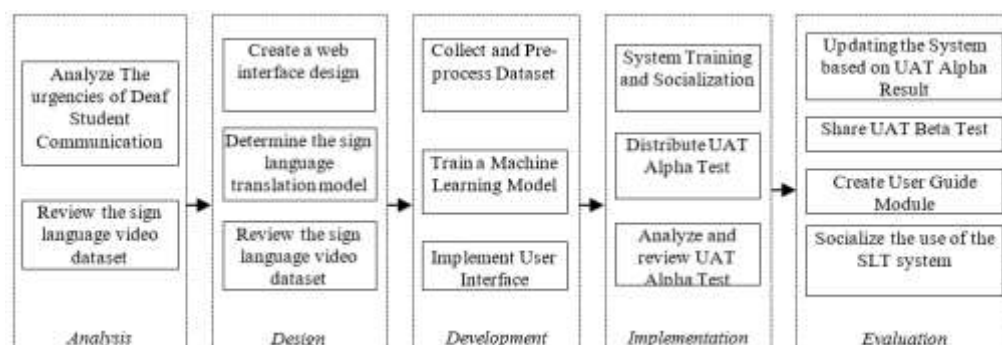 Analyze The
urgencies of Deaf
Student
Communication
Review the sign
language video
dataset
Analysis
Create a web
interface design
Determine the sign
language
translation model
Review the sign
language video
dataset
Design
Collect and Pre-
process Dataset
Train a Machine
Learning Model
Implement User
Interface
Development
System Training
and Socialization
Distribute UAT
Alpha Test
Analyze and
review UAT
Alpha Test
Implementation
Updating the System
based on UAT Alpha
Result
Share UAT Beta Test
Create User Guide
Module
Socialize the use of the
SLT system
Evaluation